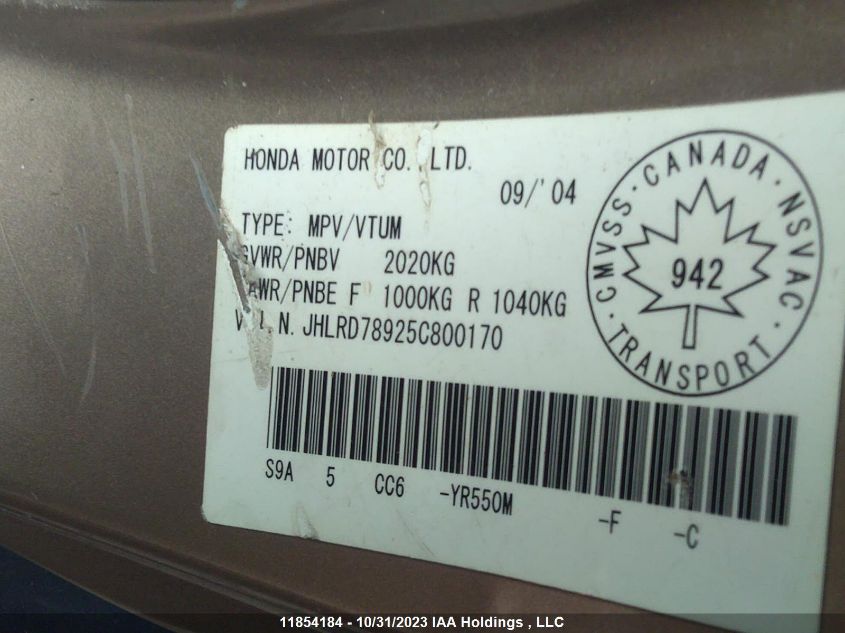 HONDA MOTOR CO., LTD.
09/'04
TYPE: MPV/VTUM
GVWR/PNBV 2020KG
GAWR/PNBE F 1000KG R 1040KG
V.I.N. JHLRD78925C800170
CANADA · NSVAC · TRANSPORT · CMVSS ·
942
S9A 5 CC6 -YR550M -F -C
11854184 - 10/31/2023 IAA Holdings , LLC